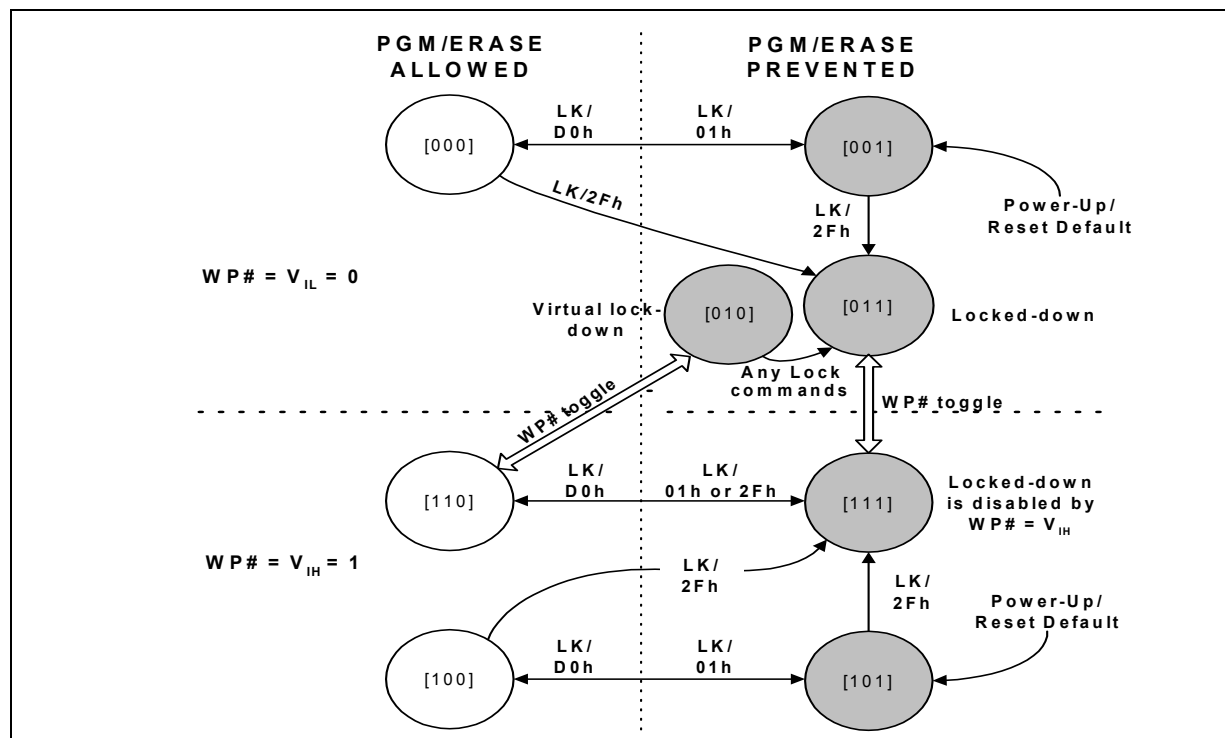 PGM/ERASE
ALLOWED
PGM/ERASE
PREVENTED
LK/
D0h
LK/
01h
[000]
[001]
LK/2Fh
LK/
2Fh
Power-Up/
Reset Default
WP# = VIL = 0
Virtual lock-
down
[010]
[011]
Locked-down
Any Lock
commands
WP# toggle
WP# toggle
LK/
D0h
LK/
01h or 2Fh
[110]
[111]
Locked-down
is disabled by
WP# = VIH
WP# = VIH = 1
LK/
2Fh
LK/
2Fh
Power-Up/
Reset Default
LK/
D0h
LK/
01h
[100]
[101]